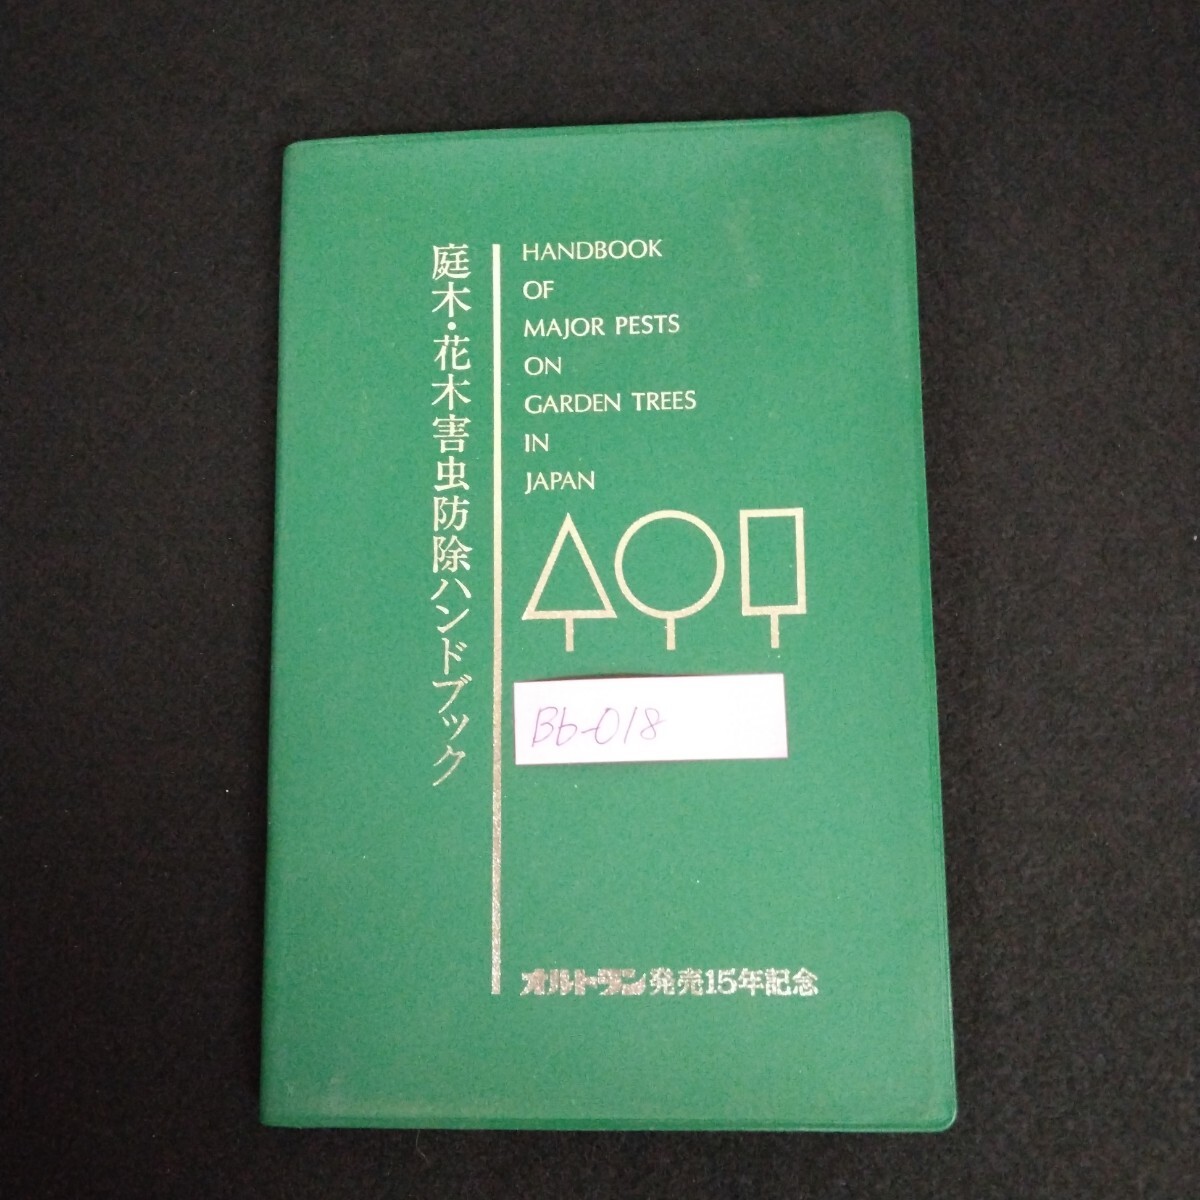 庭木・花木害虫防除ハンドブック
HANDBOOK
OF
MAJOR PESTS
ON
GARDEN TREES
IN
JAPAN
Bb-018
オルトラン発売15年記念